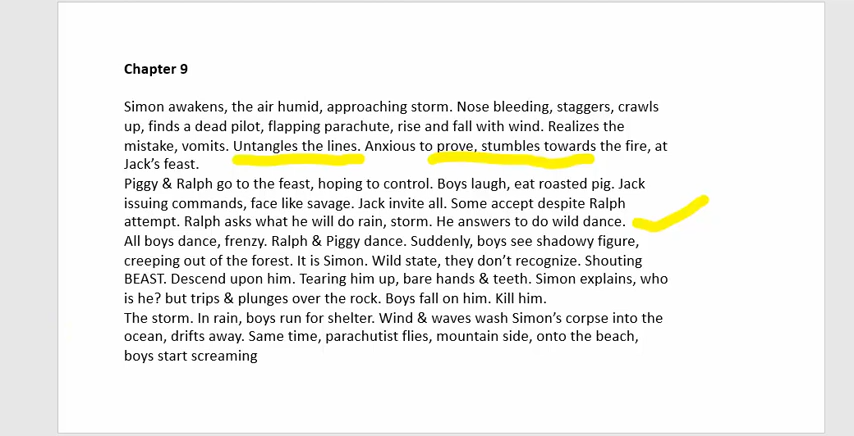 Chapter 9
Simon awakens, the air humid, approaching storm. Nose bleeding, staggers, crawls
up, finds a dead pilot, flapping parachute, rise and fall with wind. Realizes the
mistake, vomits. Untangles the lines. Anxious to prove, stumbles towards the fire, at
Jack’s feast.
Piggy & Ralph go to the feast, hoping to control. Boys laugh, eat roasted pig. Jack
issuing commands, face like savage. Jack invite all. Some accept despite Ralph
attempt. Ralph asks what he will do rain, storm. He answers to do wild dance.
All boys dance, frenzy. Ralph & Piggy dance. Suddenly, boys see shadowy figure,
creeping out of the forest. It is Simon. Wild state, they don’t recognize. Shouting
BEAST. Descend upon him. Tearing him up, bare hands & teeth. Simon explains, who
is he? but trips & plunges over the rock. Boys fall on him. Kill him.
The storm. In rain, boys run for shelter. Wind & waves wash Simon’s corpse into the
ocean, drifts away. Same time, parachutist flies, mountain side, onto the beach,
boys start screaming